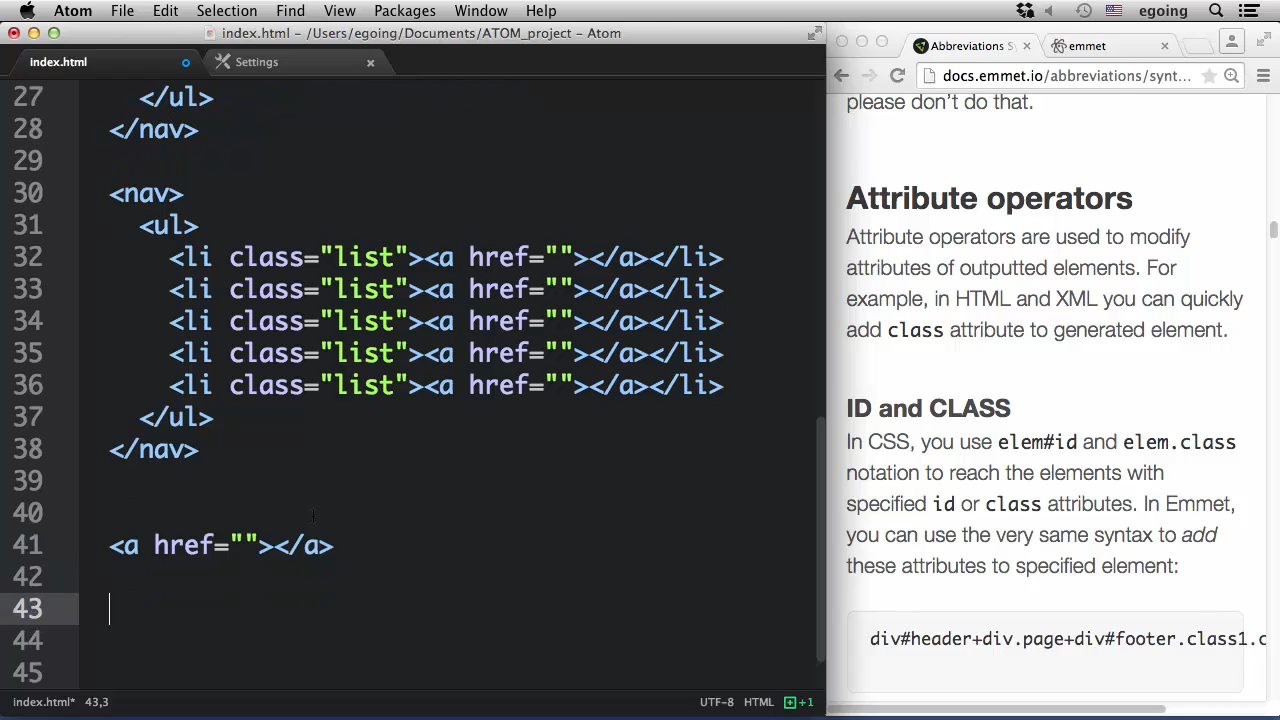 Atom File Edit Selection Find View Packages Window Help egoing
index.html - /Users/egoing/Documents/ATOM_project - Atom
index.html Settings
27 </ul>
28 </nav>
29
30 <nav>
31 <ul>
32 <li class="list"><a href=""></a></li>
33 <li class="list"><a href=""></a></li>
34 <li class="list"><a href=""></a></li>
35 <li class="list"><a href=""></a></li>
36 <li class="list"><a href=""></a></li>
37 </ul>
38 </nav>
39
40
41 <a href=""></a>
42
43
44
45
index.html* 43,3 UTF-8 HTML +1
Abbreviations Sy emmet
docs.emmet.io/abbreviations/synt...
please don't do that.
Attribute operators
Attribute operators are used to modify
attributes of outputted elements. For
example, in HTML and XML you can quickly
add class attribute to generated element.
ID and CLASS
In CSS, you use elem#id and elem.class
notation to reach the elements with
specified id or class attributes. In Emmet,
you can use the very same syntax to add
these attributes to specified element:
div#header+div.page+div#footer.class1.c